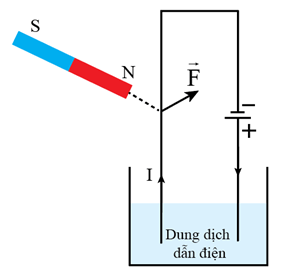 S
N
F
−
+
I
Dung dịch
dẫn điện